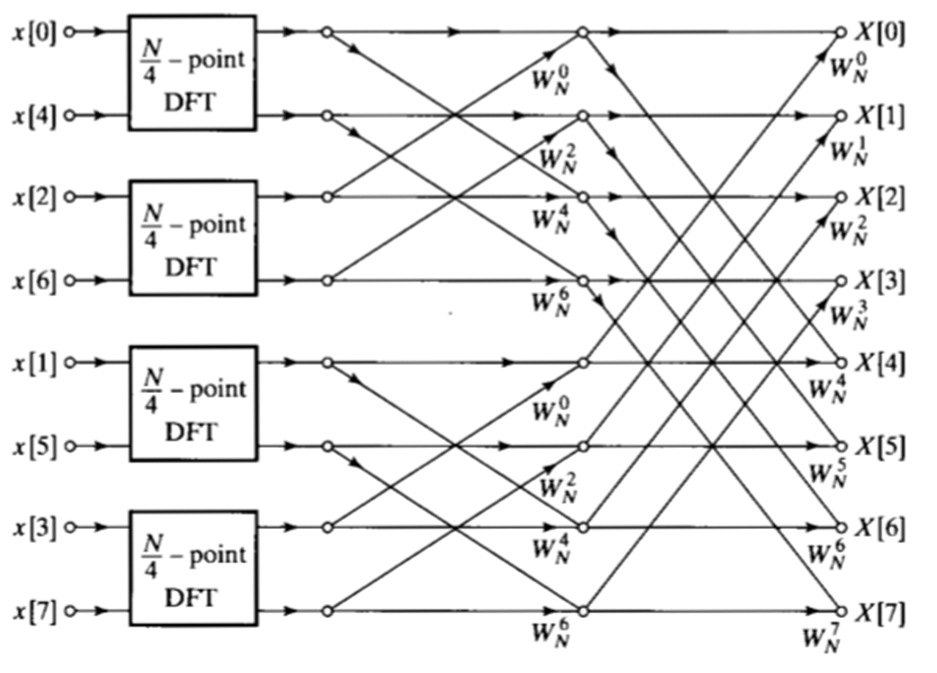 x[0] N/4 – point DFT X[0]
W_N^0 W_N^0
x[4] X[1]
W_N^2 W_N^1
x[2] N/4 – point DFT X[2]
W_N^4 W_N^2
x[6] X[3]
W_N^6 W_N^3
x[1] N/4 – point DFT X[4]
W_N^0 W_N^4
x[5] X[5]
W_N^2 W_N^5
x[3] N/4 – point DFT X[6]
W_N^4 W_N^6
x[7] X[7]
W_N^6 W_N^7